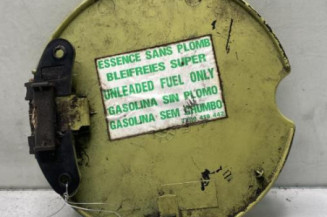 ESSENCE SANS PLOMB
BLEIFREIES SUPER
UNLEADED FUEL ONLY
GASOLINA SIN PLOMO
GASOLINA SEM CHUMBO